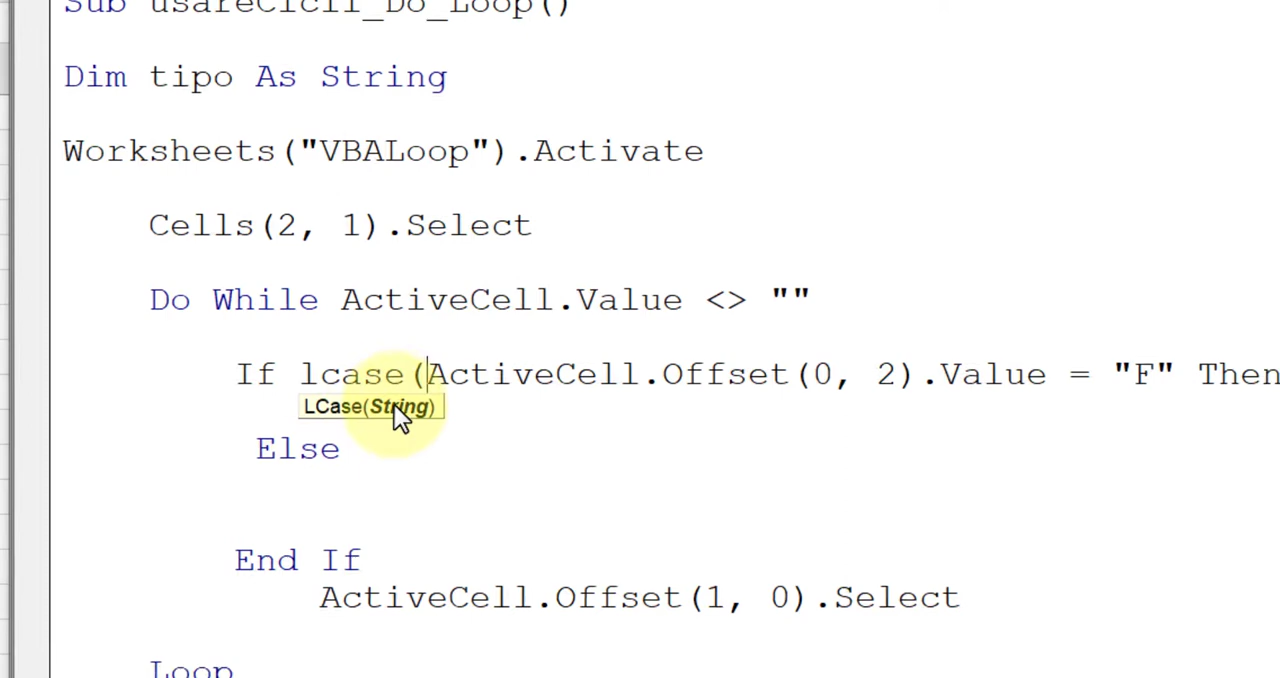 Sub usareCicli_Do_Loop()
Dim tipo As String
Worksheets("VBALoop").Activate
Cells(2, 1).Select
Do While ActiveCell.Value <> ""
If lcase(ActiveCell.Offset(0, 2).Value = "F" Then
LCase(String)
Else
End If
ActiveCell.Offset(1, 0).Select
Loop